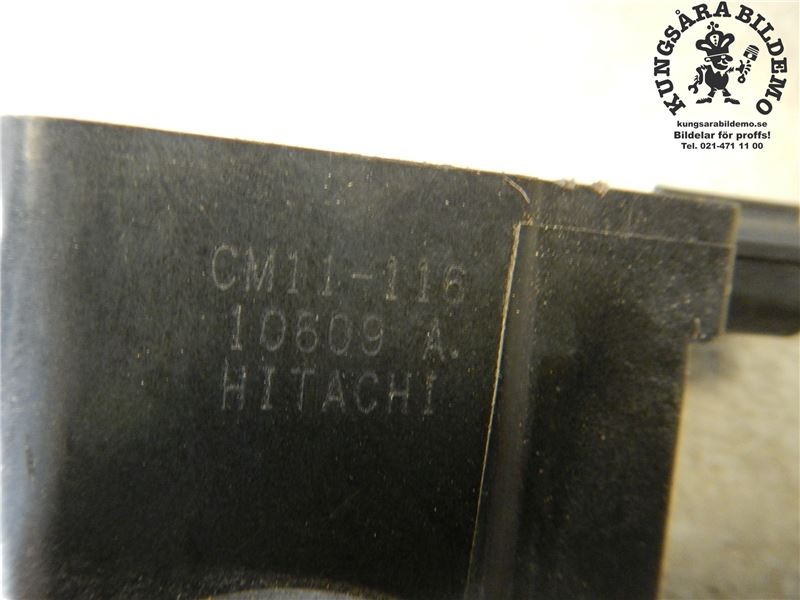 KUNGSÅRA BILDEMO
kungsarabildemo.se
Bildelar för proffs!
Tel. 021-471 11 00
CM11-116
10609 A.
HITACHI